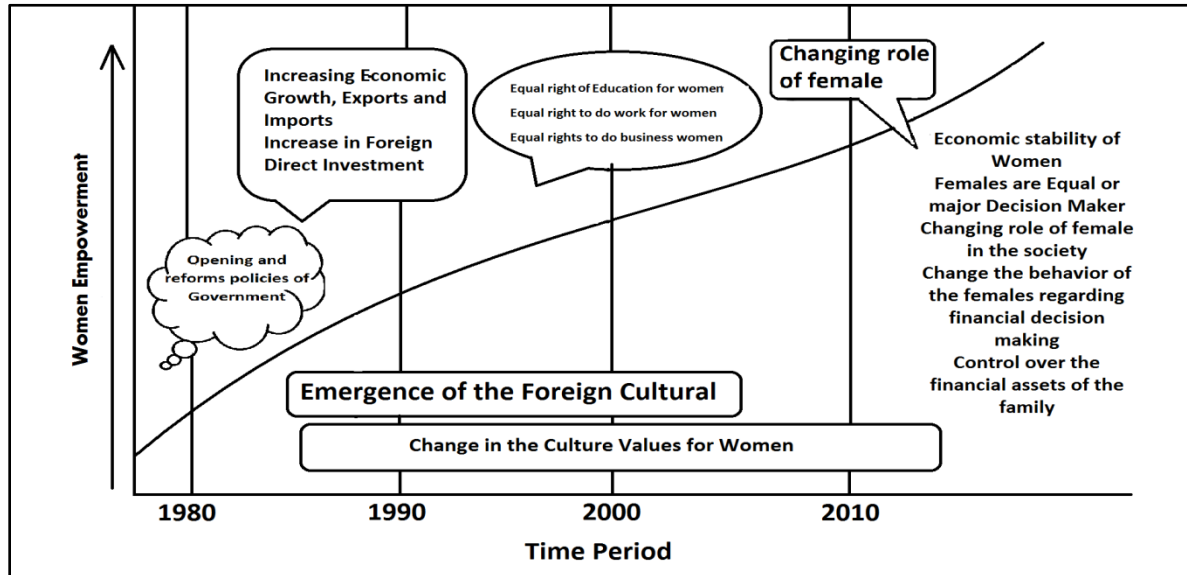 Women Empowerment
Opening and
reforms policies of
Government
Increasing Economic
Growth, Exports and
Imports
Increase in Foreign
Direct Investment
Equal right of Education for women
Equal right to do work for women
Equal rights to do business women
Changing role
of female
Economic stability of
Women
Females are Equal or
major Decision Maker
Changing role of female
in the society
Change the behavior of
the females regarding
financial decision
making
Control over the
financial assets of the
family
Emergence of the Foreign Cultural
Change in the Culture Values for Women
1980
1990
2000
2010
Time Period